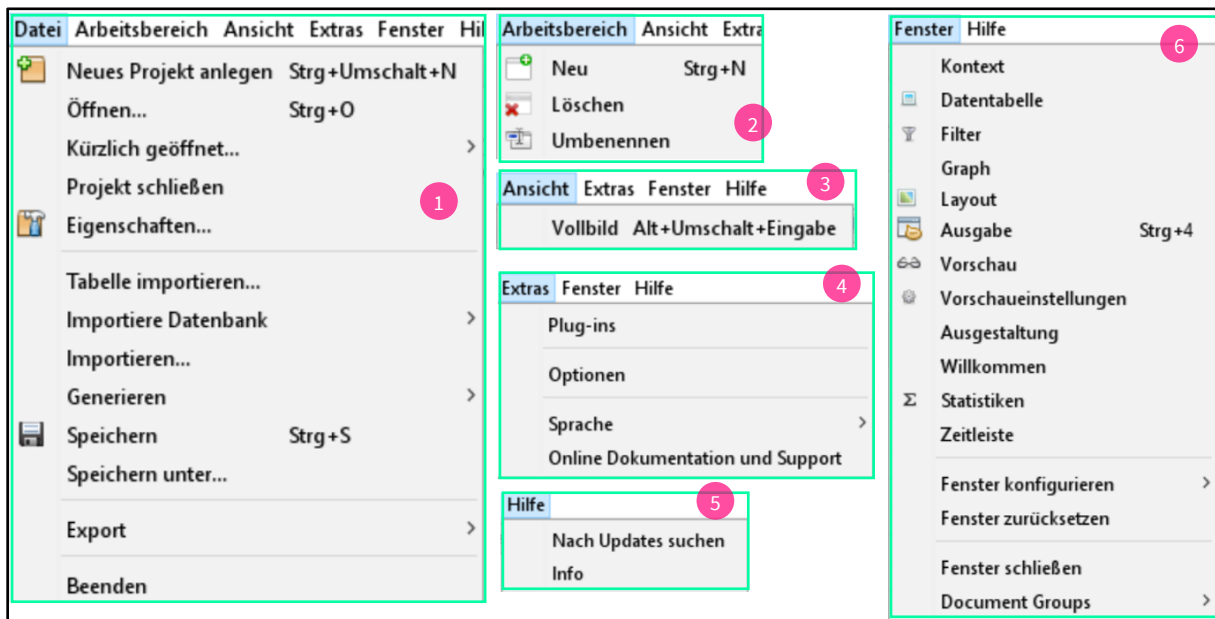 Datei Arbeitsbereich Ansicht Extras Fenster Hil
Neues Projekt anlegen Strg+Umschalt+N
Öffnen... Strg+O
Kürzlich geöffnet...
Projekt schließen
1
Eigenschaften...
Tabelle importieren...
Importiere Datenbank
Importieren...
Generieren
Speichern Strg+S
Speichern unter...
Export
Beenden
Arbeitsbereich Ansicht Extra
Neu Strg+N
Löschen
2
Umbenennen
Ansicht Extras Fenster Hilfe
3
Vollbild Alt+Umschalt+Eingabe
Extras Fenster Hilfe
4
Plug-ins
Optionen
Sprache
Online Dokumentation und Support
Hilfe
5
Nach Updates suchen
Info
Fenster Hilfe
6
Kontext
Datentabelle
Filter
Graph
Layout
Ausgabe Strg+4
Vorschau
Vorschaueinstellungen
Ausgestaltung
Willkommen
Σ Statistiken
Zeitleiste
Fenster konfigurieren
Fenster zurücksetzen
Fenster schließen
Document Groups